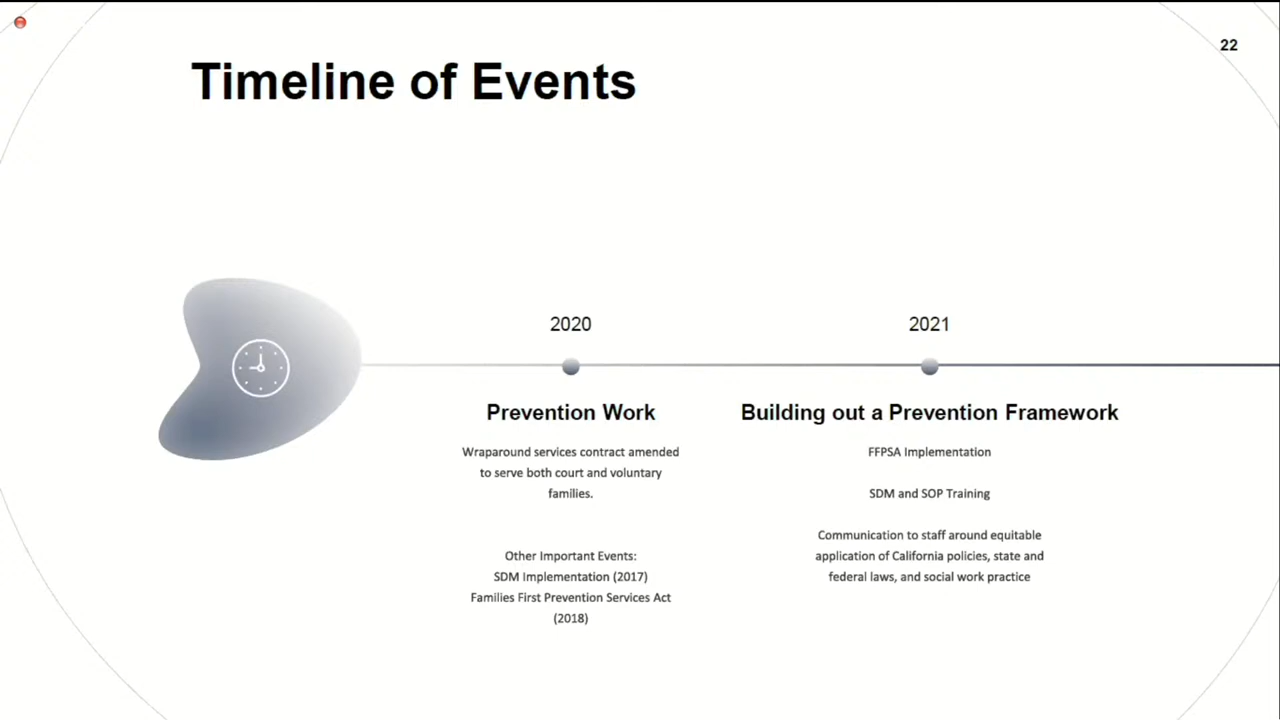 22
Timeline of Events
2020
Prevention Work
Wraparound services contract amended
to serve both court and voluntary
families.
Other Important Events:
SDM Implementation (2017)
Families First Prevention Services Act
(2018)
2021
Building out a Prevention Framework
FFPSA Implementation
SDM and SOP Training
Communication to staff around equitable
application of California policies, state and
federal laws, and social work practice